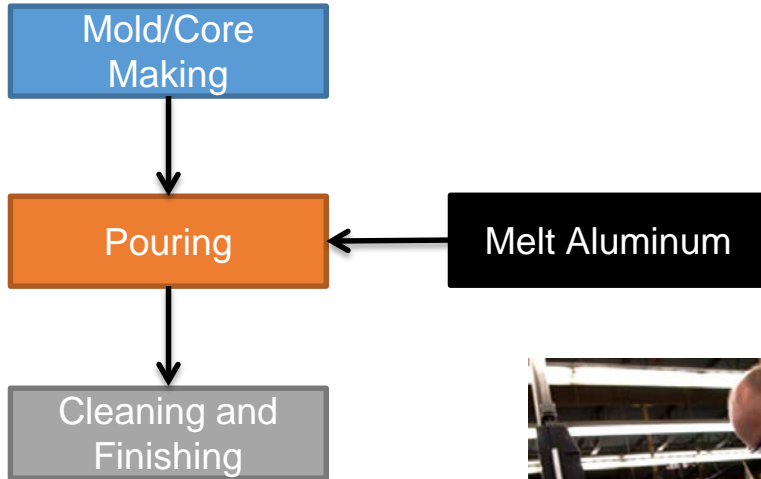 Mold/Core
Making
Pouring
Melt Aluminum
Cleaning and
Finishing